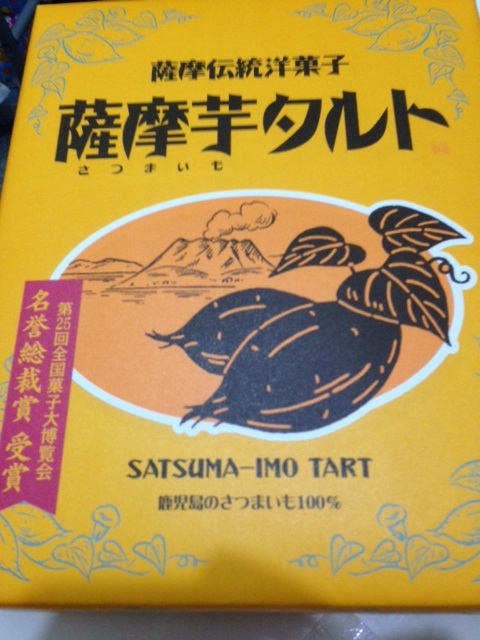 薩摩伝統洋菓子
薩摩芋タルト
さつまいも
第25回全国菓子大博覧会
名誉総裁賞 受賞
SATSUMA-IMO TART
鹿児島のさつまいも100%